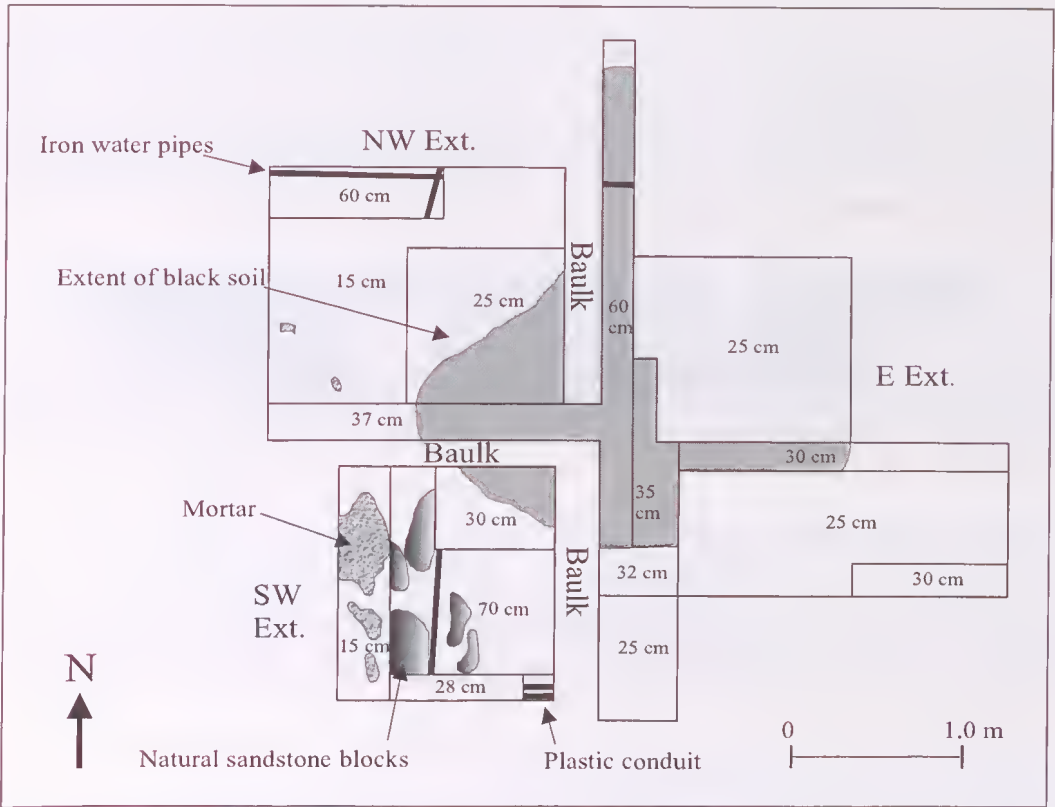 NW Ext.
Iron water pipes
60 cm
Baulk
Extent of black soil
15 cm
25 cm
60
cm
25 cm
E Ext.
37 cm
Baulk
30 cm
Mortar
30 cm
35
cm
25 cm
Baulk
32 cm
30 cm
SW
Ext.
70 cm
15 cm
25 cm
N
28 cm
0
1.0 m
Natural sandstone blocks
Plastic conduit